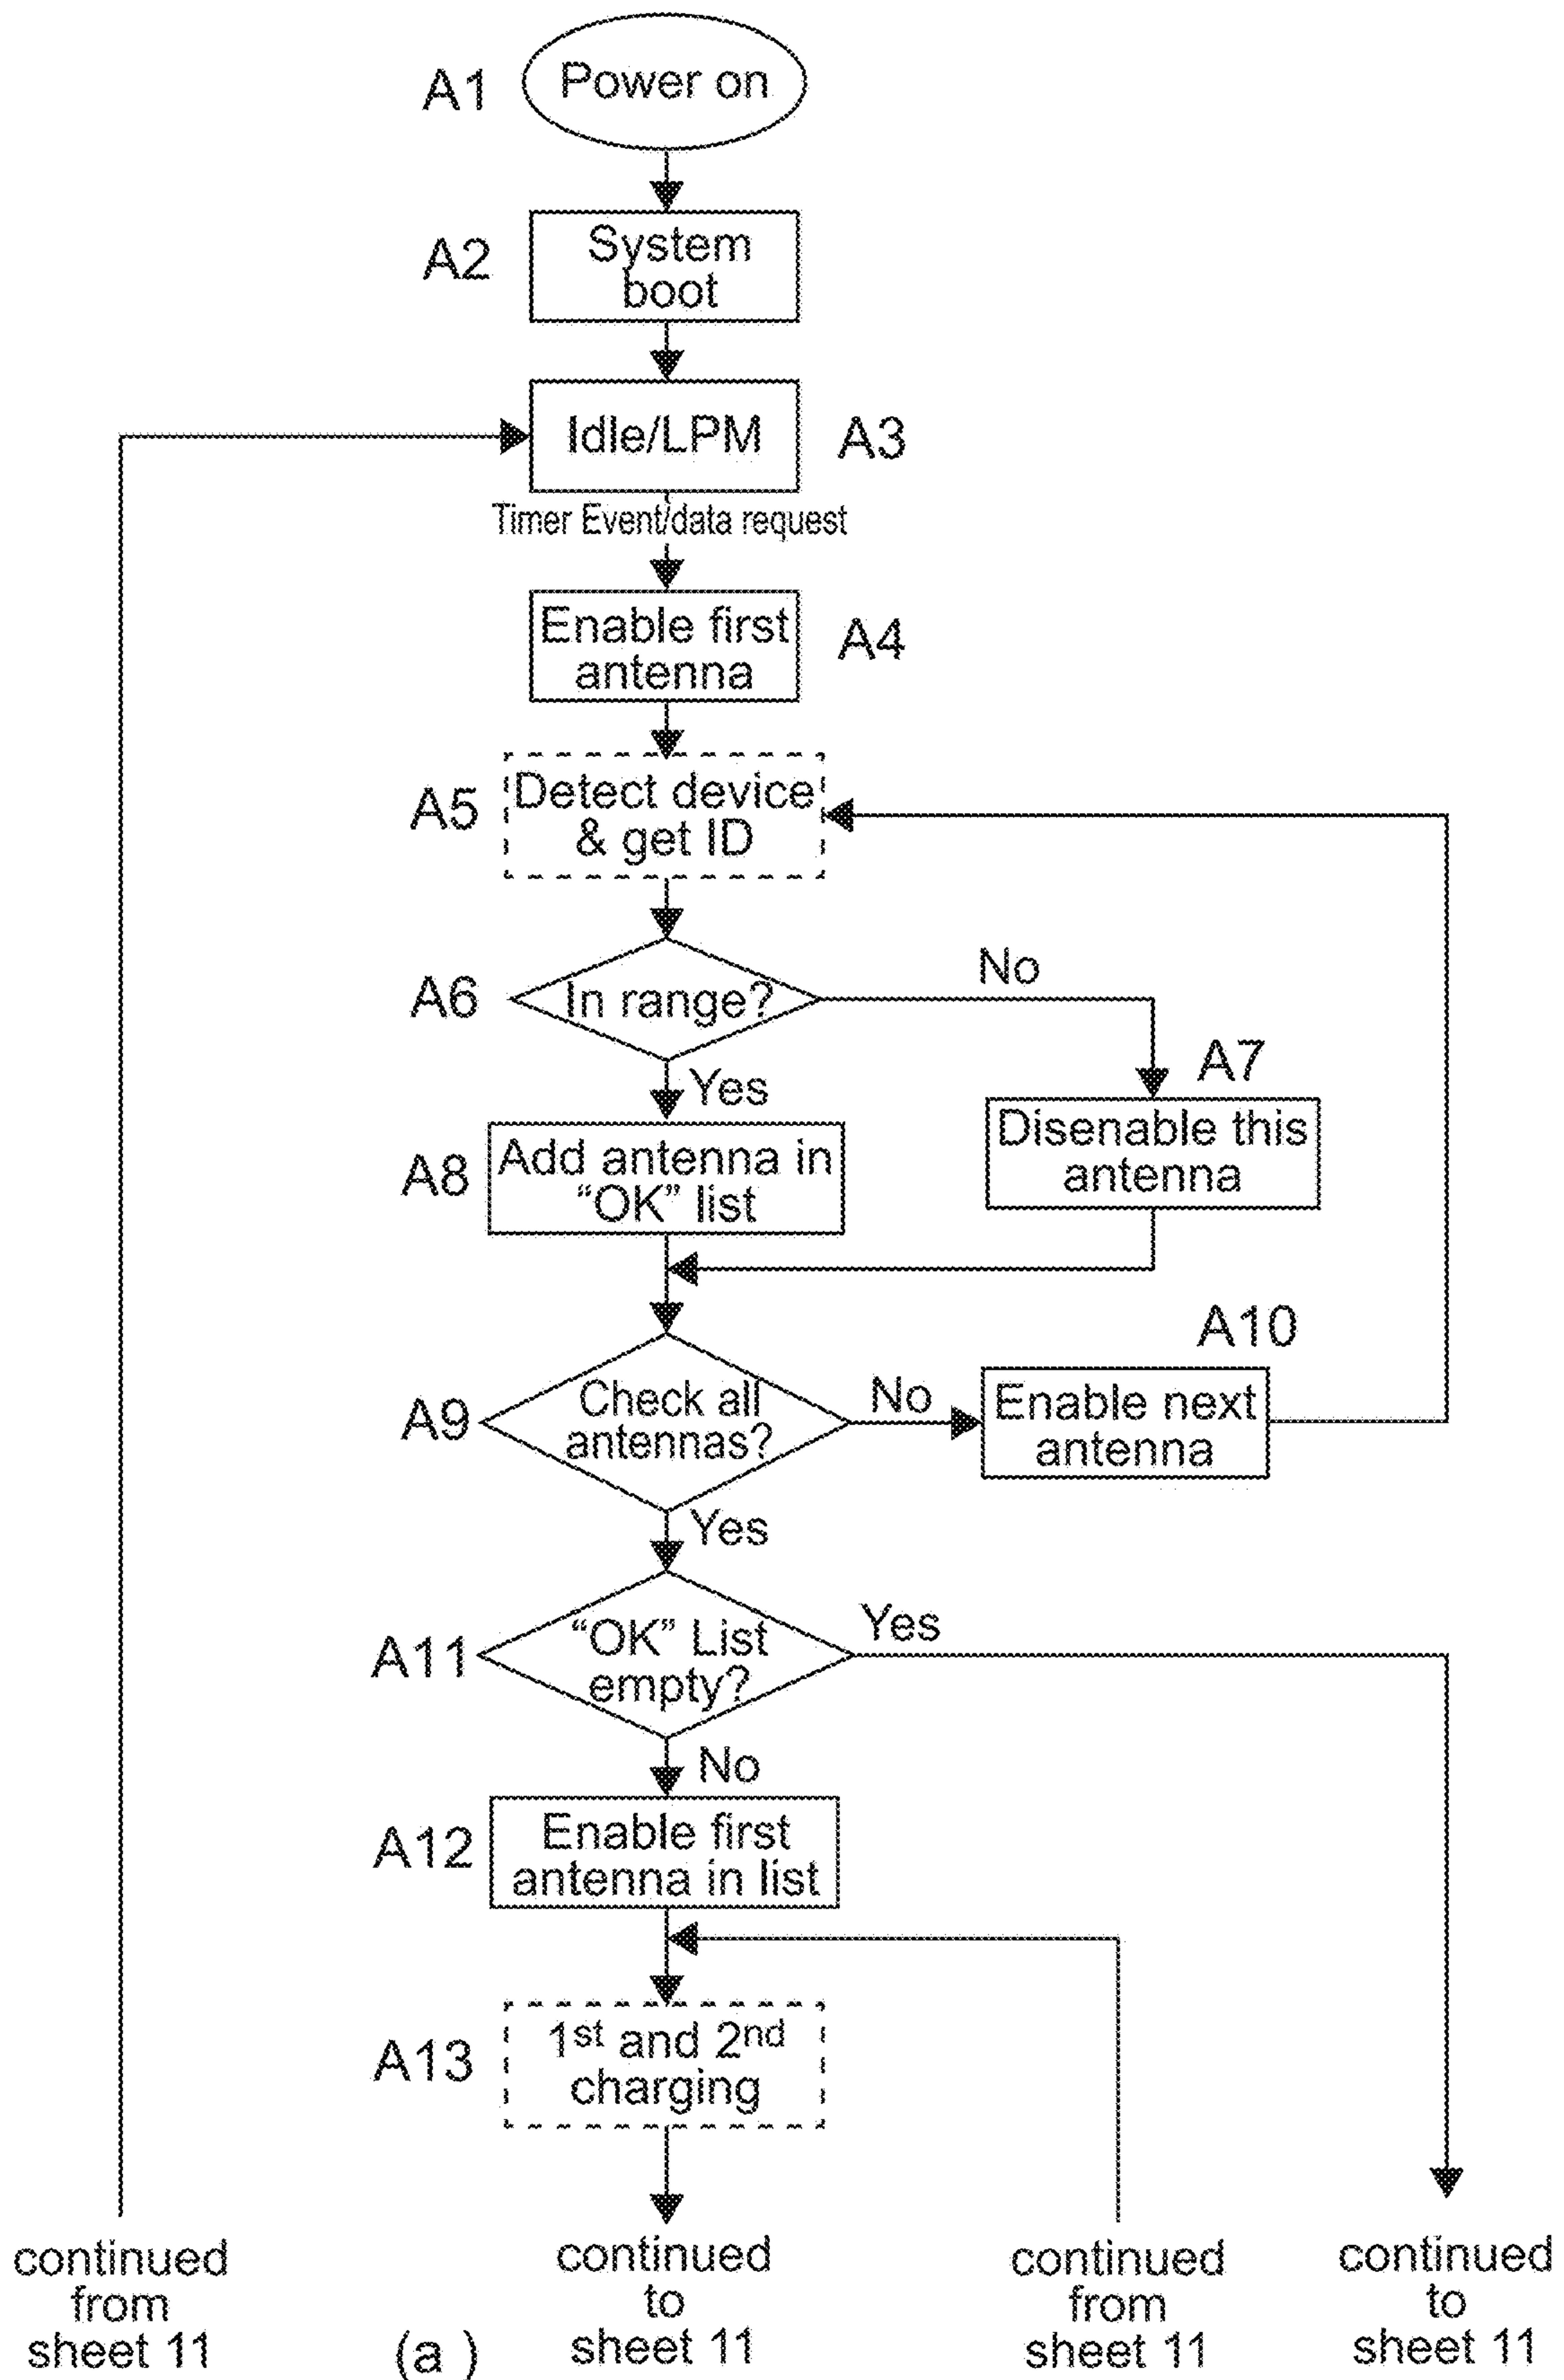 A1
Power on
A2
System
boot
Idle/LPM
A3
Timer Event/data request
Enable first
antenna
A4
A5
Detect device
& get ID
A6
In range?
No
Yes
A7
Disenable this
antenna
A8
Add antenna in
“OK” list
A9
Check all
antennas?
No
A10
Enable next
antenna
Yes
A11
“OK” List
empty?
Yes
No
A12
Enable first
antenna in list
A13
1st and 2nd
charging
continued
from
sheet 11
(a )
continued
to
sheet 11
continued
from
sheet 11
continued
to
sheet 11